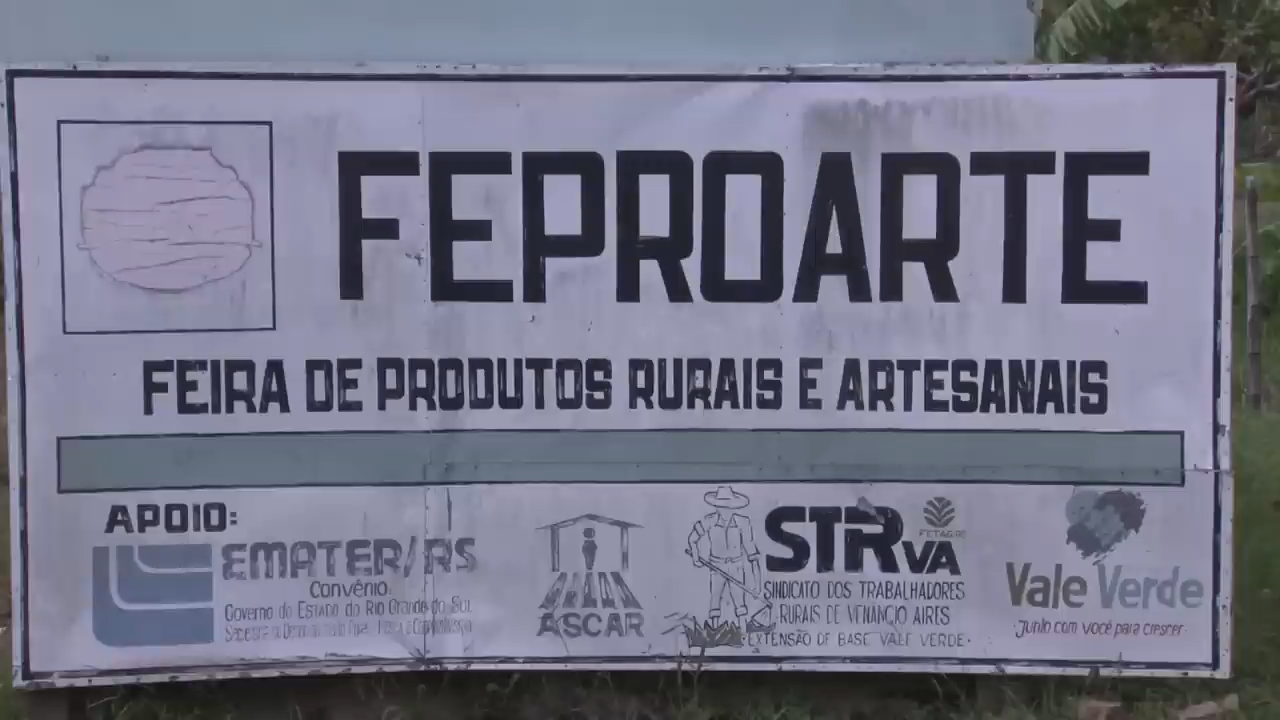 FEPROARTE
FEIRA DE PRODUTOS RURAIS E ARTESANAIS
APOIO:
EMATER/RS
Convênio:
Governo do Estado do Rio Grande do Sul
ASCAR
STRVA
FETAGRS
SINDICATO DOS TRABALHADORES
RURAIS DE VENÂNCIO AIRES
EXTENSÃO DE BASE VALE VERDE
Vale Verde
Junto com você para crescer